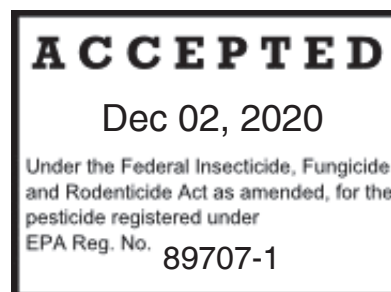 ACCEPTED
Dec 02, 2020
Under the Federal Insecticide, Fungicide
and Rodenticide Act as amended, for the
pesticide registered under
EPA Reg. No. 89707-1